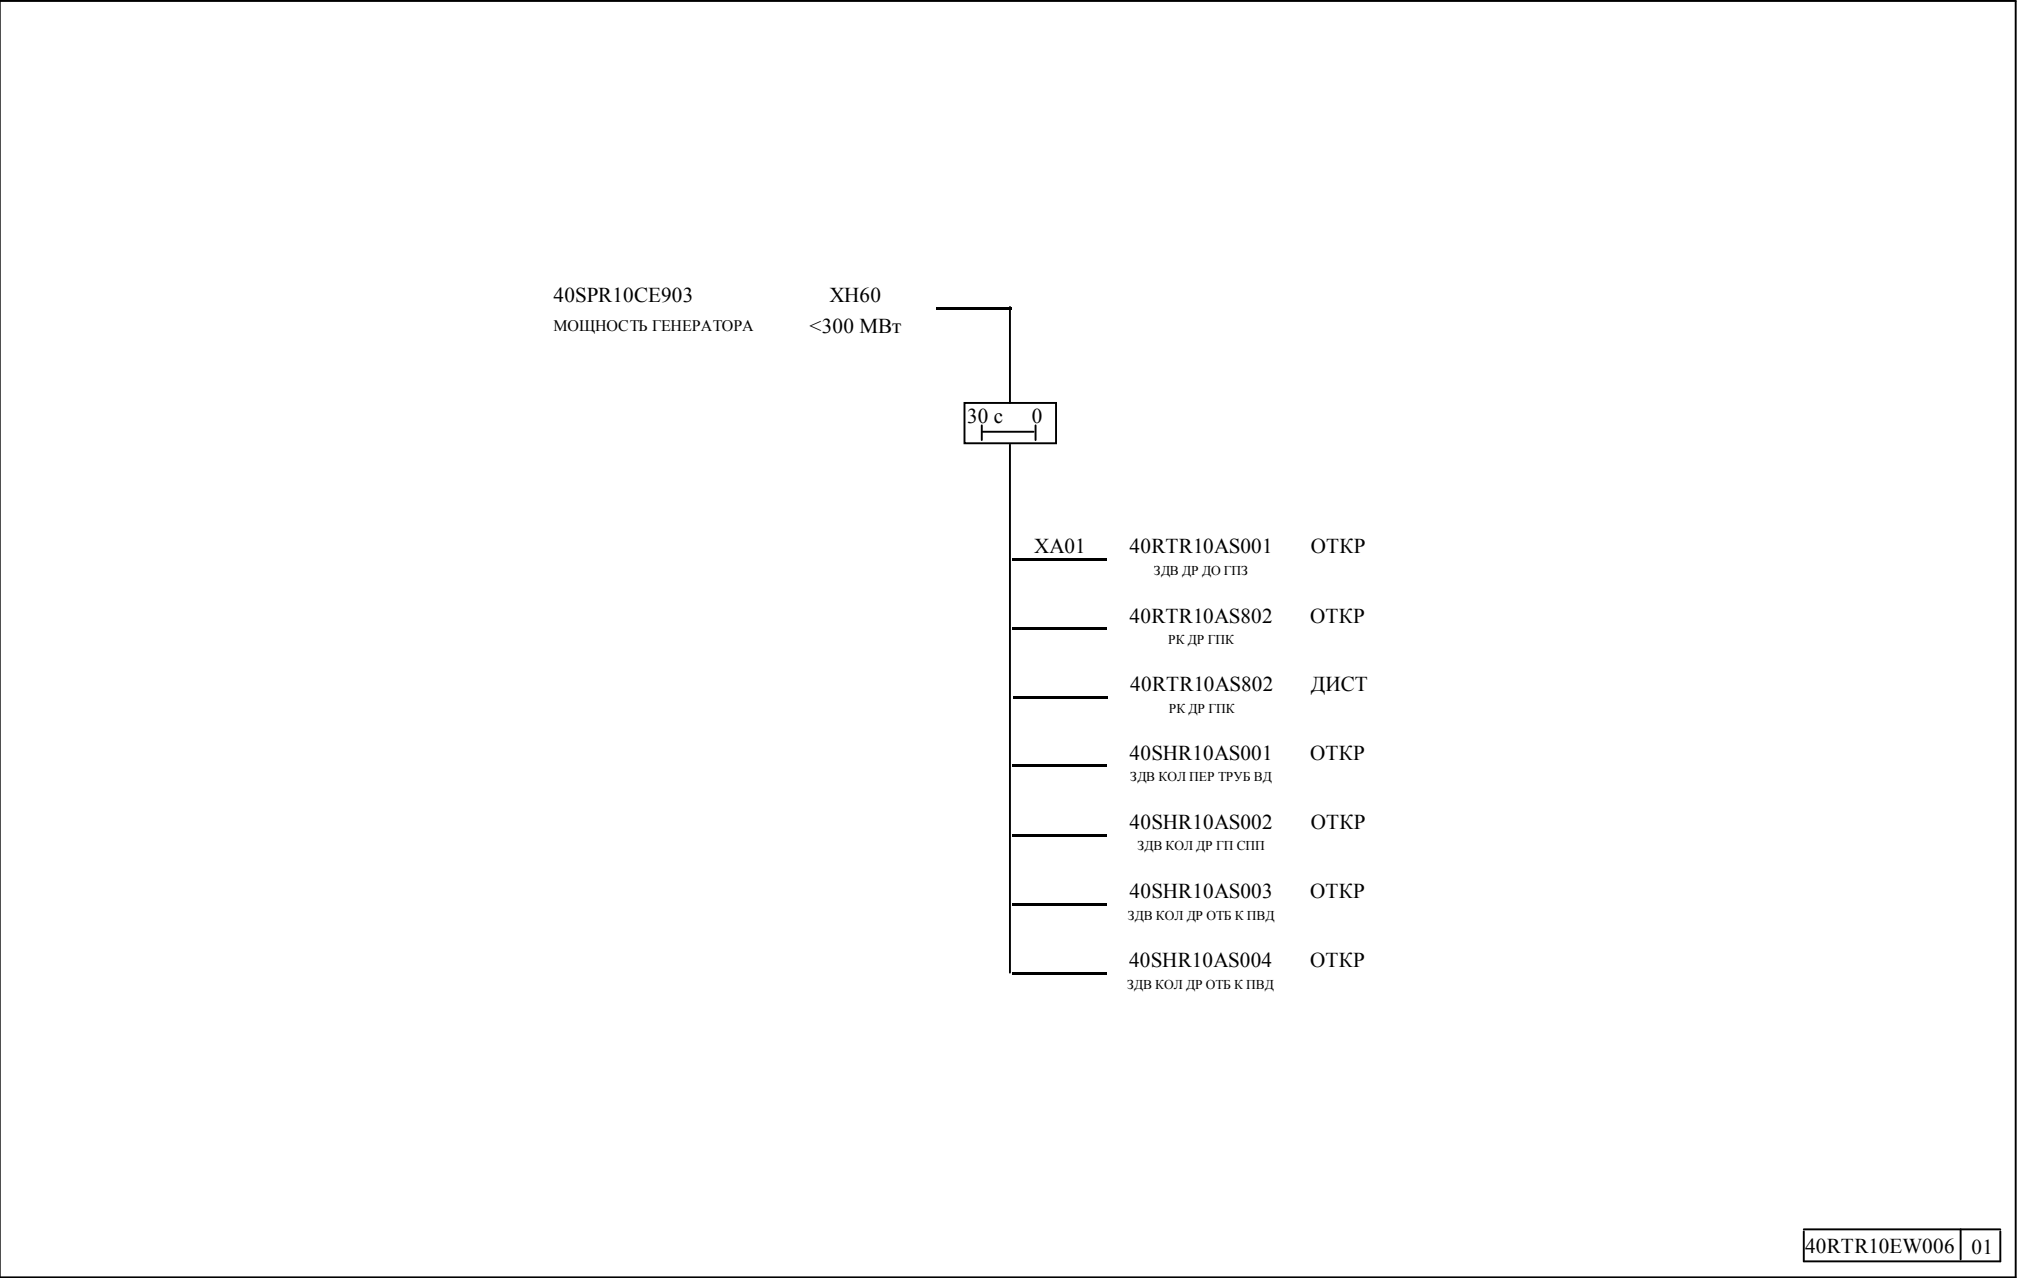 40SPR10CE903 XH60
МОЩНОСТЬ ГЕНЕРАТОРА <300 МВт
30 с 0
XA01 40RTR10AS001 ОТКР
ЗДВ ДР ДО ГПЗ
40RTR10AS802 ОТКР
РК ДР ГПК
40RTR10AS802 ДИСТ
РК ДР ГПК
40SHR10AS001 ОТКР
ЗДВ КОЛ ПЕР ТРУБ ВД
40SHR10AS002 ОТКР
ЗДВ КОЛ ДР ГП СПП
40SHR10AS003 ОТКР
ЗДВ КОЛ ДР ОТБ К ПВД
40SHR10AS004 ОТКР
ЗДВ КОЛ ДР ОТБ К ПВД
40RTR10EW006 01